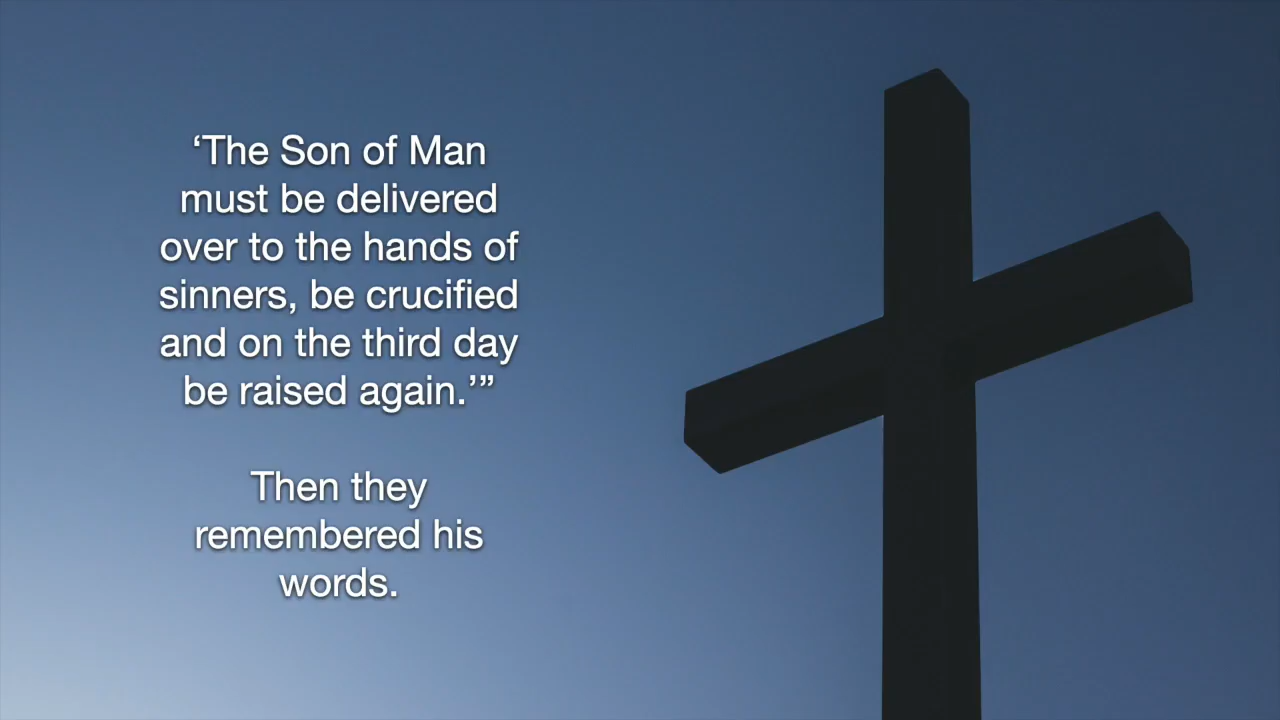 ‘The Son of Man
must be delivered
over to the hands of
sinners, be crucified
and on the third day
be raised again.’”
Then they
remembered his
words.